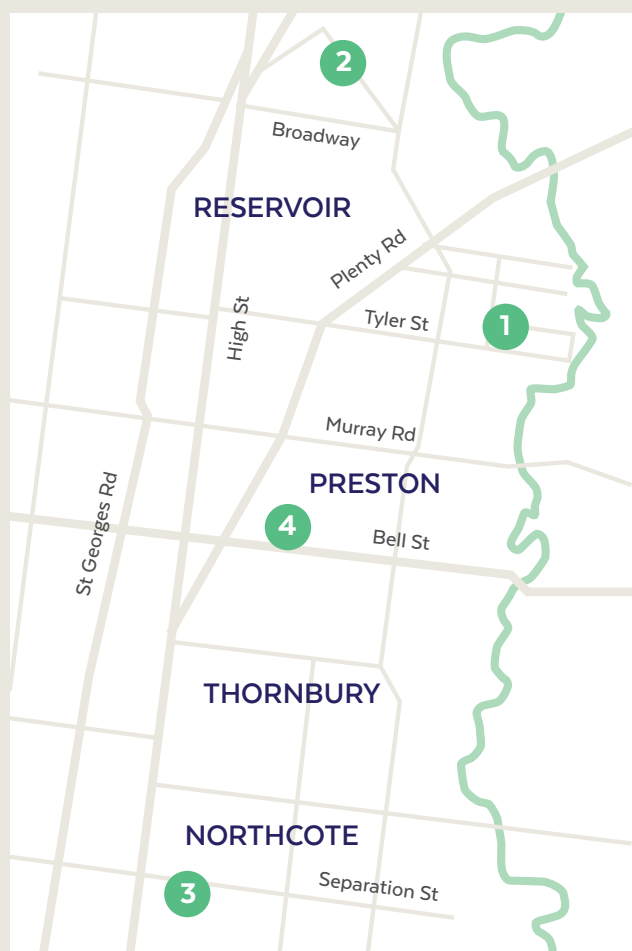 2
Broadway
RESERVOIR
Plenty Rd
High St
Tyler St
1
Murray Rd
PRESTON
St Georges Rd
4
Bell St
THORNBURY
NORTHCOTE
3
Separation St